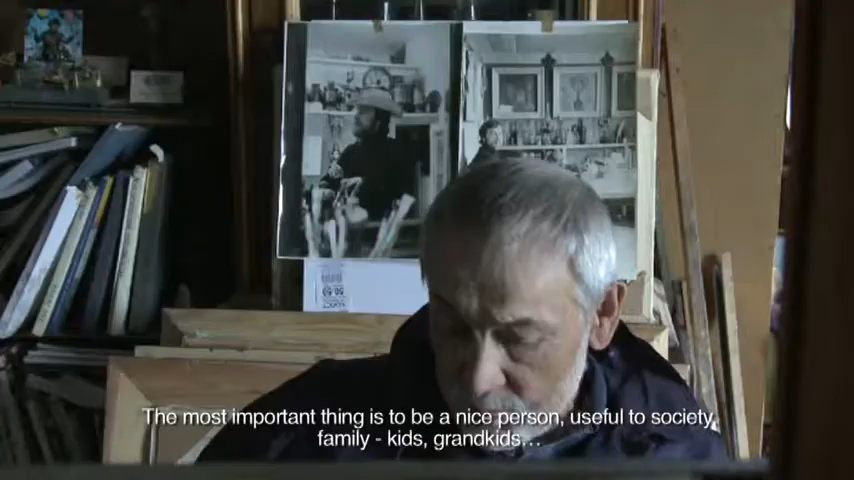 The most important thing is to be a nice person, useful to society,
family - kids, grandkids...